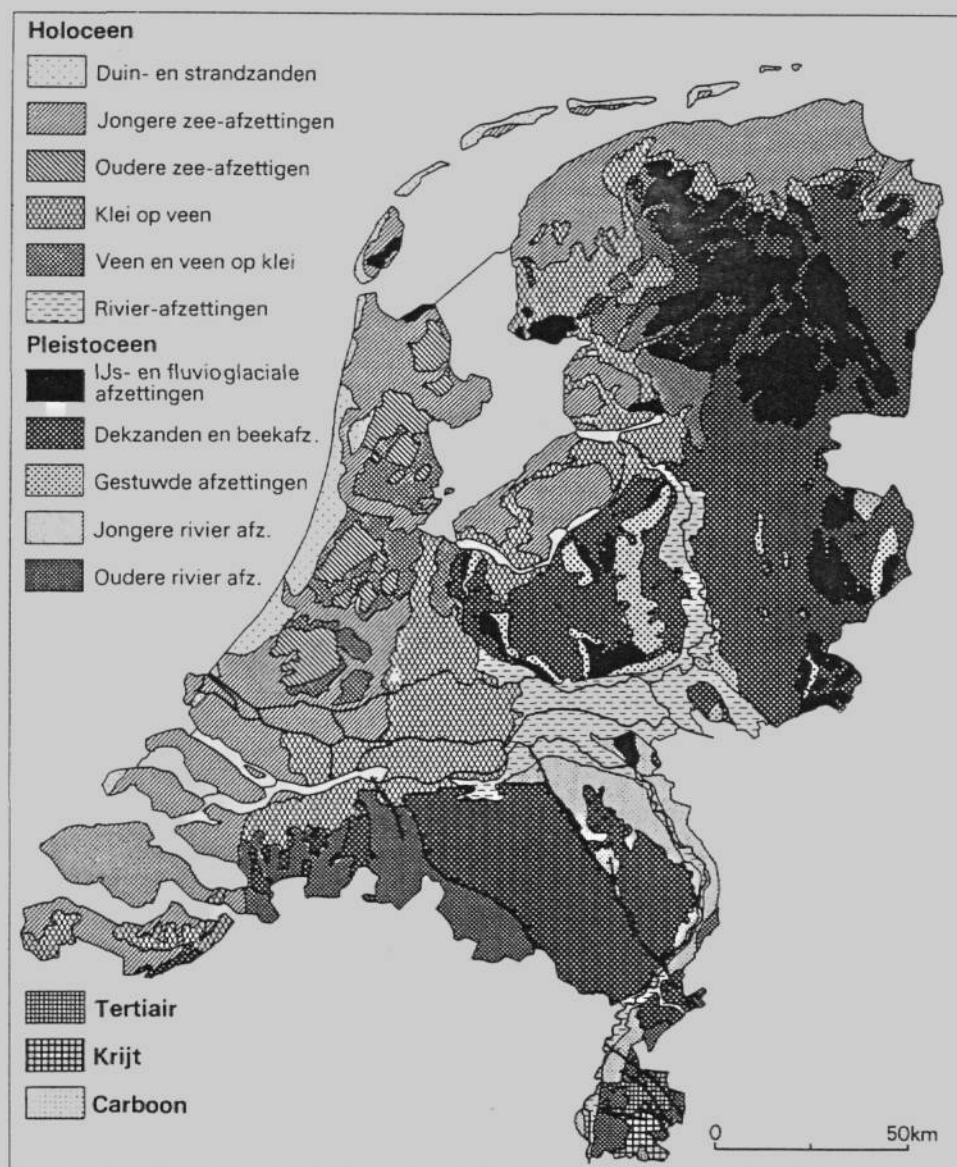 Holoceen
Duin- en strandzanden
Jongere zee-afzettingen
Oudere zee-afzettigen
Klei op veen
Veen en veen op klei
Rivier-afzettingen
Pleistoceen
IJs- en fluvioglaciale
afzettingen
Dekzanden en beekafz.
Gestuwde afzettingen
Jongere rivier afz.
Oudere rivier afz.
Tertiair
Krijt
Carboon
0 50km